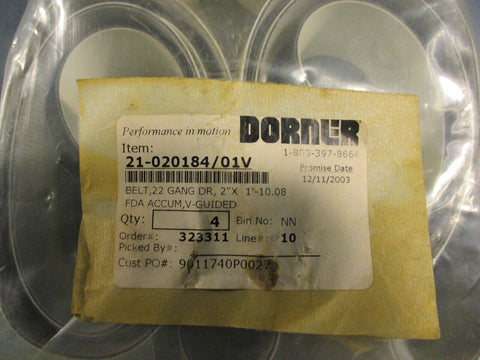 Performance in motion DORNER
Item: 1-800-397-8664
21-020184/01V Promise Date
12/11/2003
BELT,22 GANG DR, 2"X 1'-10.08
FDA ACCUM,V-GUIDED
Qty: 4 Bin No: NN
Order#: 323311 Line#: 10
Picked By#:
Cust PO#: 9011740P0027